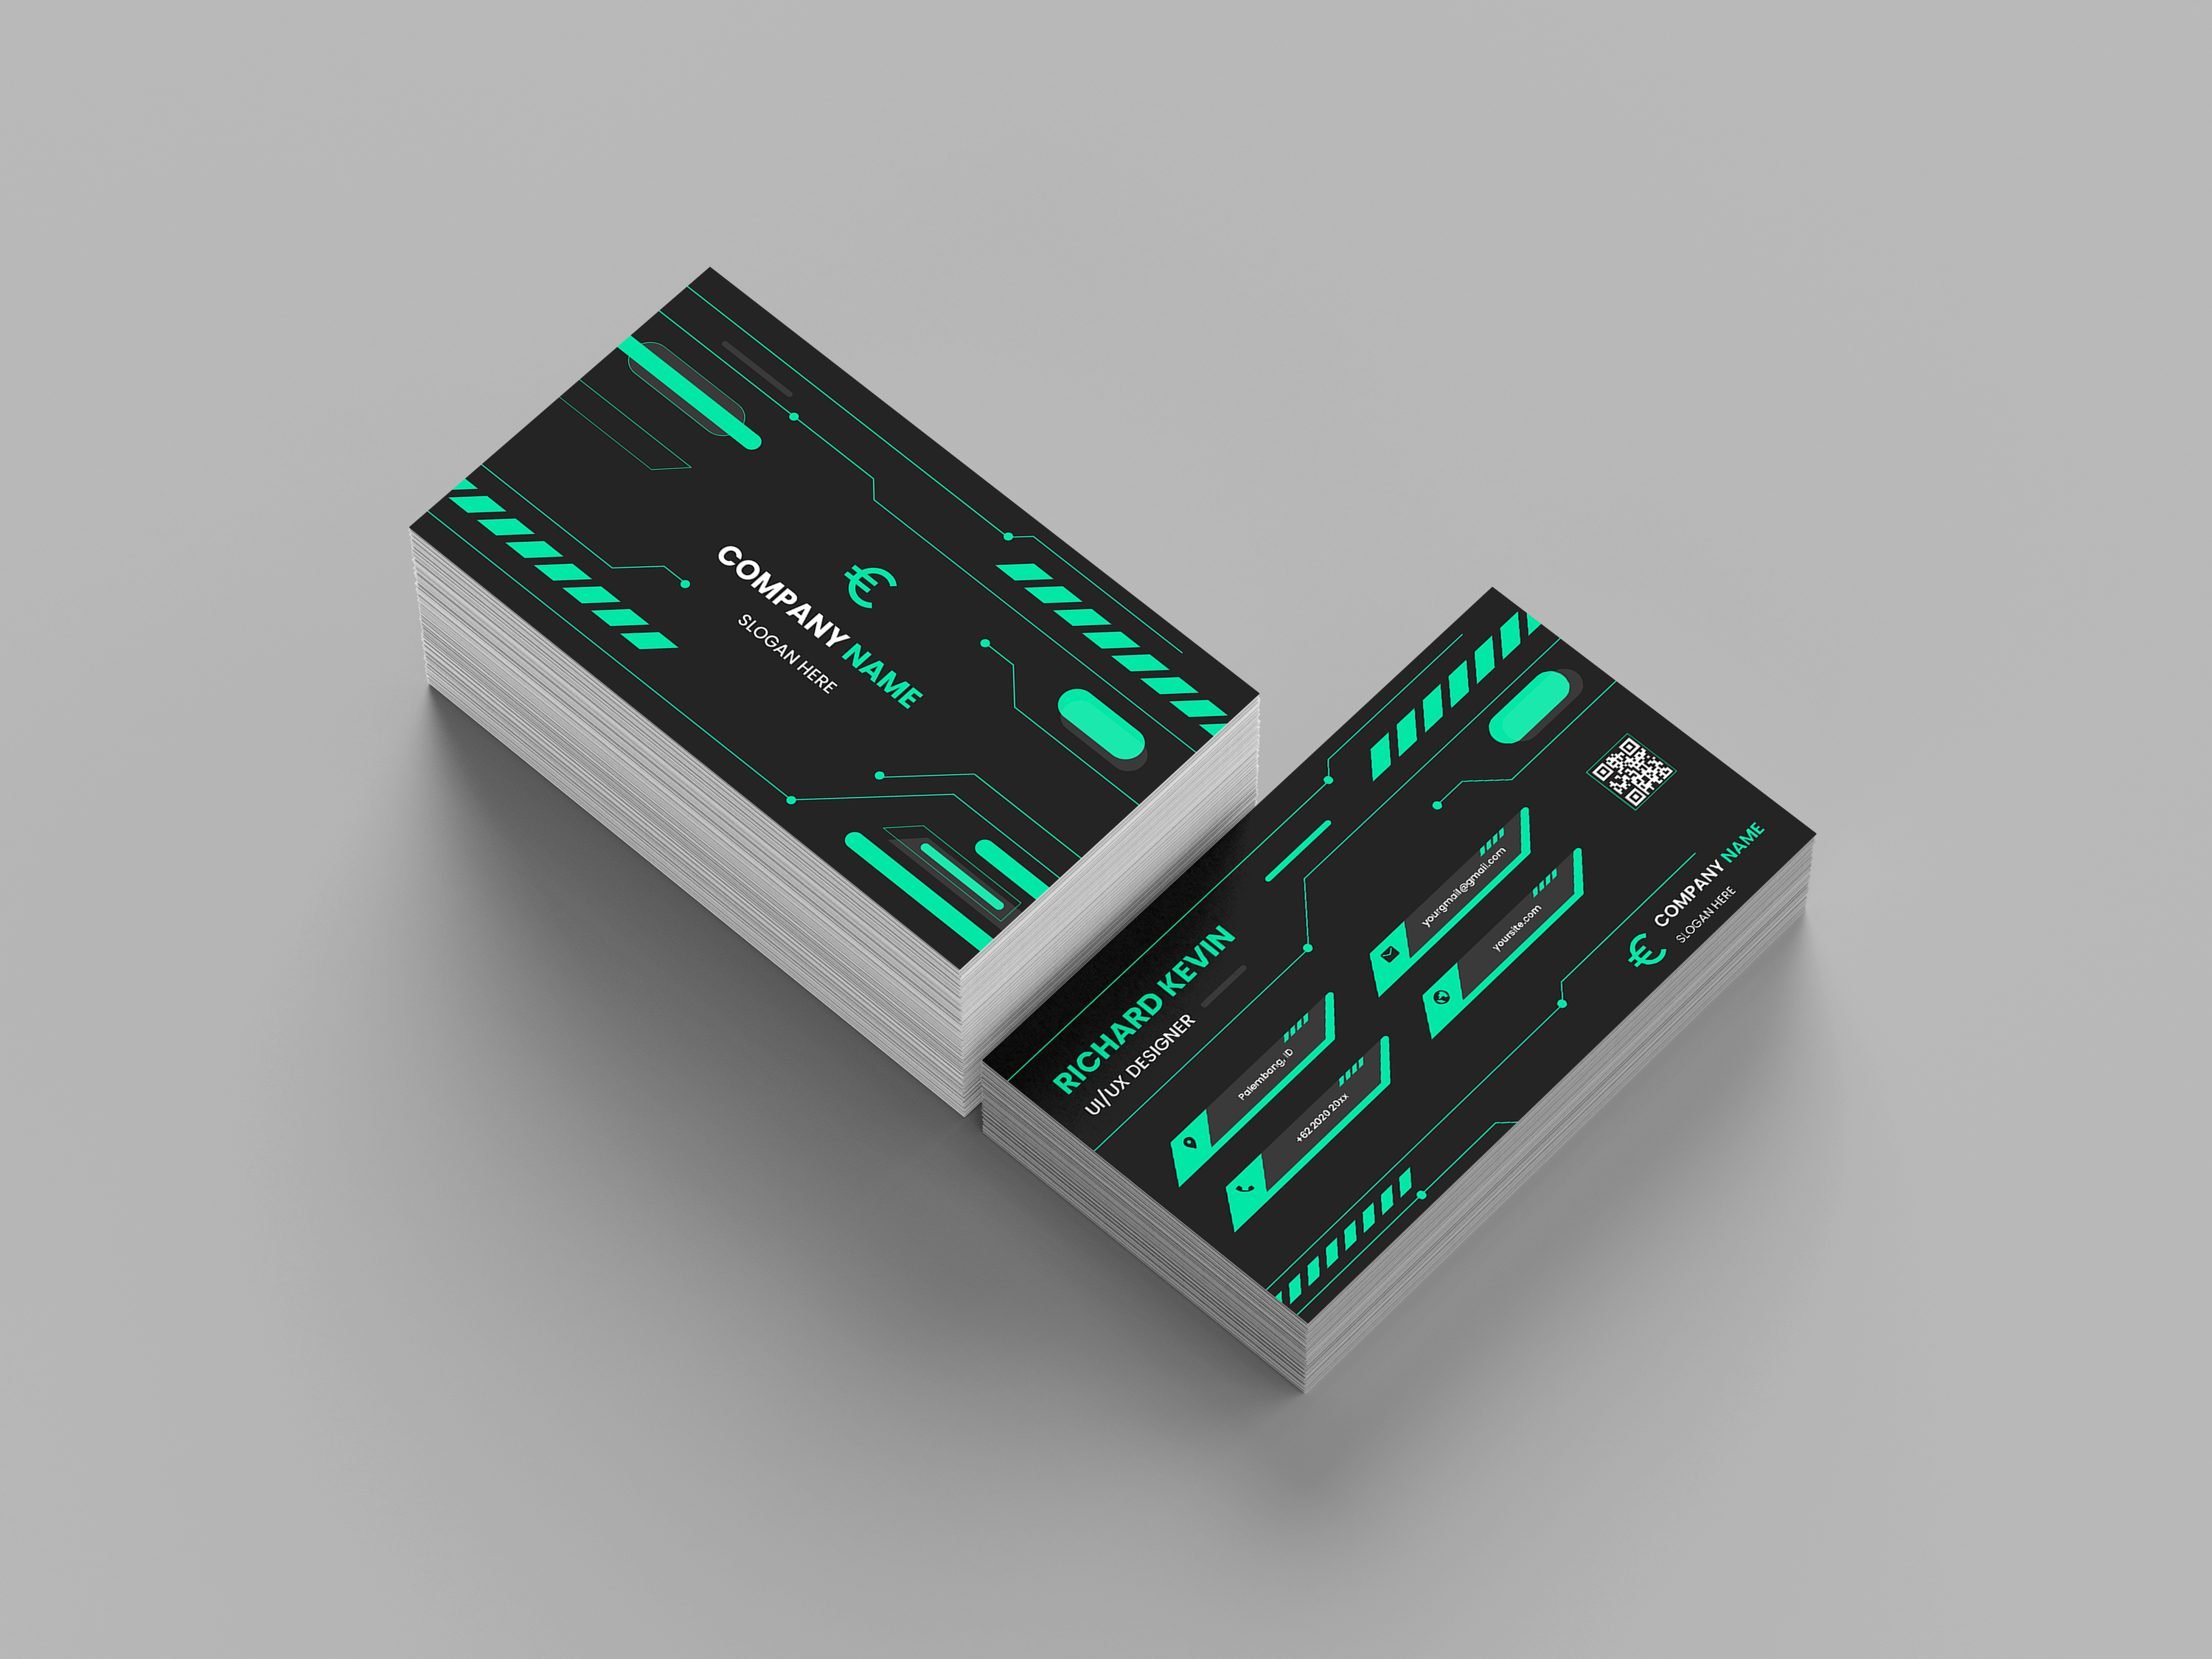 COMPANY NAME
SLOGAN HERE
RICHARD KEVIN
UI/UX DESIGNER
Palembang, ID
+62 2020 20xx
yourgmail@gmail.com
yoursite.com
COMPANY NAME
SLOGAN HERE